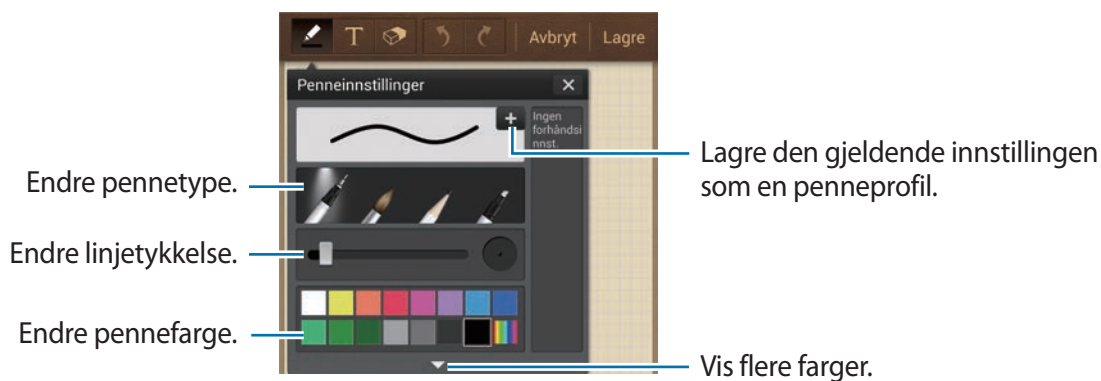 T
Avbryt
Lagre
Penneinnstillinger
Ingen
forhåndsi
nnst.
Lagre den gjeldende innstillingen
som en penneprofil.
Endre pennetype.
Endre linjetykkelse.
Endre pennefarge.
Vis flere farger.